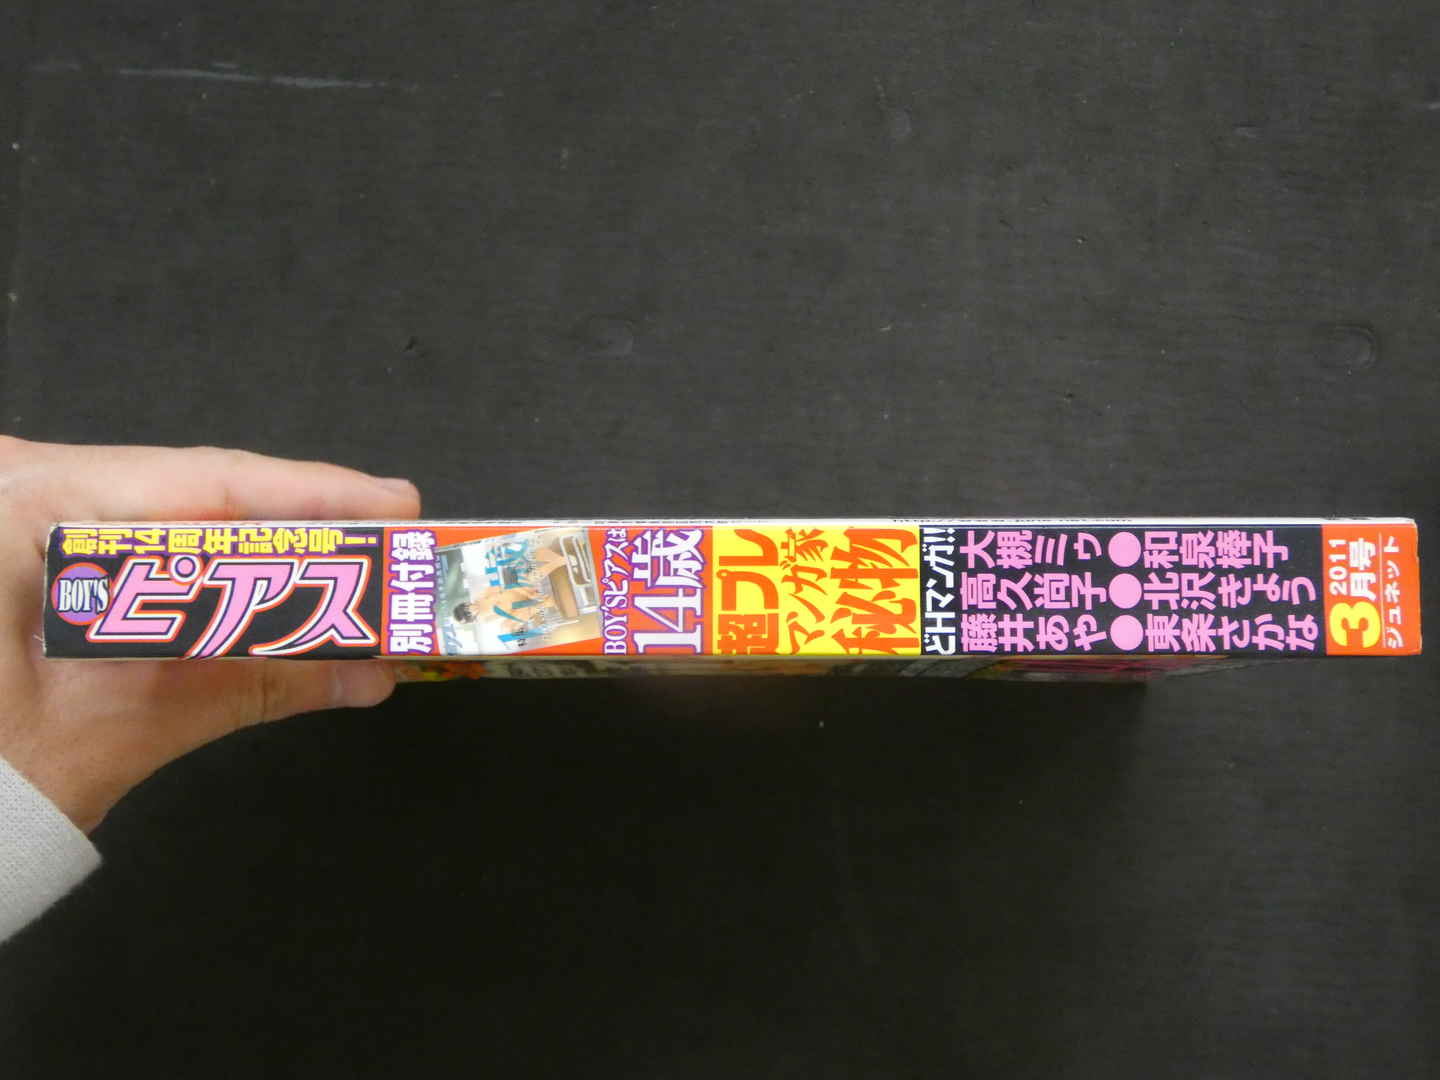 創刊14周年記念号!
BOY'S
ピアス
別冊付録
BOY'Sピアスは
14歳
超プレ
マンガ家
秘物
どHマンガ!!
大槻ミゥ●和泉棒子
高久尚子●北沢きょう
藤井あや●東条さかな
2011
3月号
ジュネット